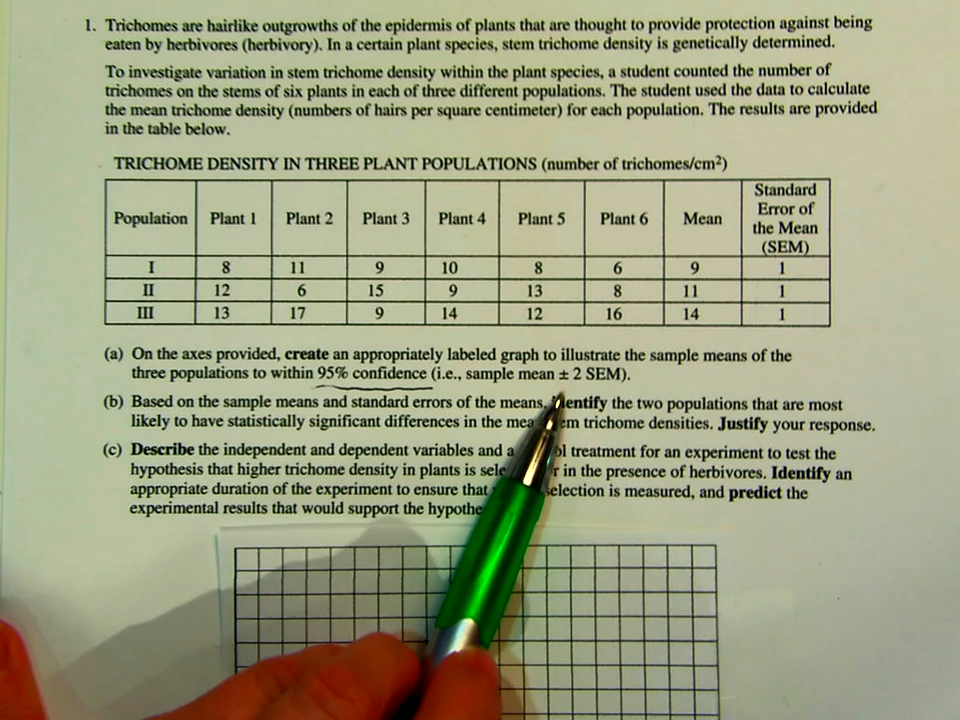 1. Trichomes are hairlike outgrowths of the epidermis of plants that are thought to provide protection against being
eaten by herbivores (herbivory). In a certain plant species, stem trichome density is genetically determined.
To investigate variation in stem trichome density within the plant species, a student counted the number of
trichomes on the stems of six plants in each of three different populations. The student used the data to calculate
the mean trichome density (numbers of hairs per square centimeter) for each population. The results are provided
in the table below.
TRICHOME DENSITY IN THREE PLANT POPULATIONS (number of trichomes/cm²)
Population Plant 1 Plant 2 Plant 3 Plant 4 Plant 5 Plant 6 Mean Standard Error of the Mean (SEM)
I 8 11 9 10 8 6 9 1
II 12 6 15 9 13 8 11 1
III 13 17 9 14 12 16 14 1
(a) On the axes provided, create an appropriately labeled graph to illustrate the sample means of the
three populations to within 95% confidence (i.e., sample mean ± 2 SEM).
(b) Based on the sample means and standard errors of the means, identify the two populations that are most
likely to have statistically significant differences in the stem trichome densities. Justify your response.
(c) Describe the independent and dependent variables and a treatment for an experiment to test the
hypothesis that higher trichome density in plants is in the presence of herbivores. Identify an
appropriate duration of the experiment to ensure that selection is measured, and predict the
experimental results that would support the